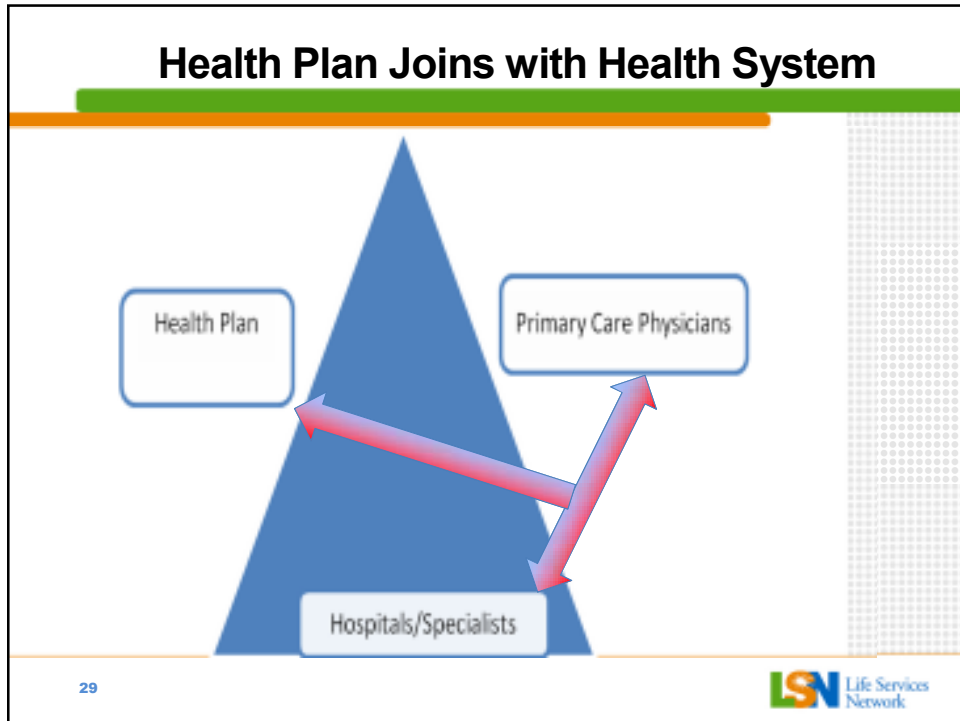 Health Plan Joins with Health System
Health Plan
Primary Care Physicians
Hospitals/Specialists
29
LSN Life Services
Network